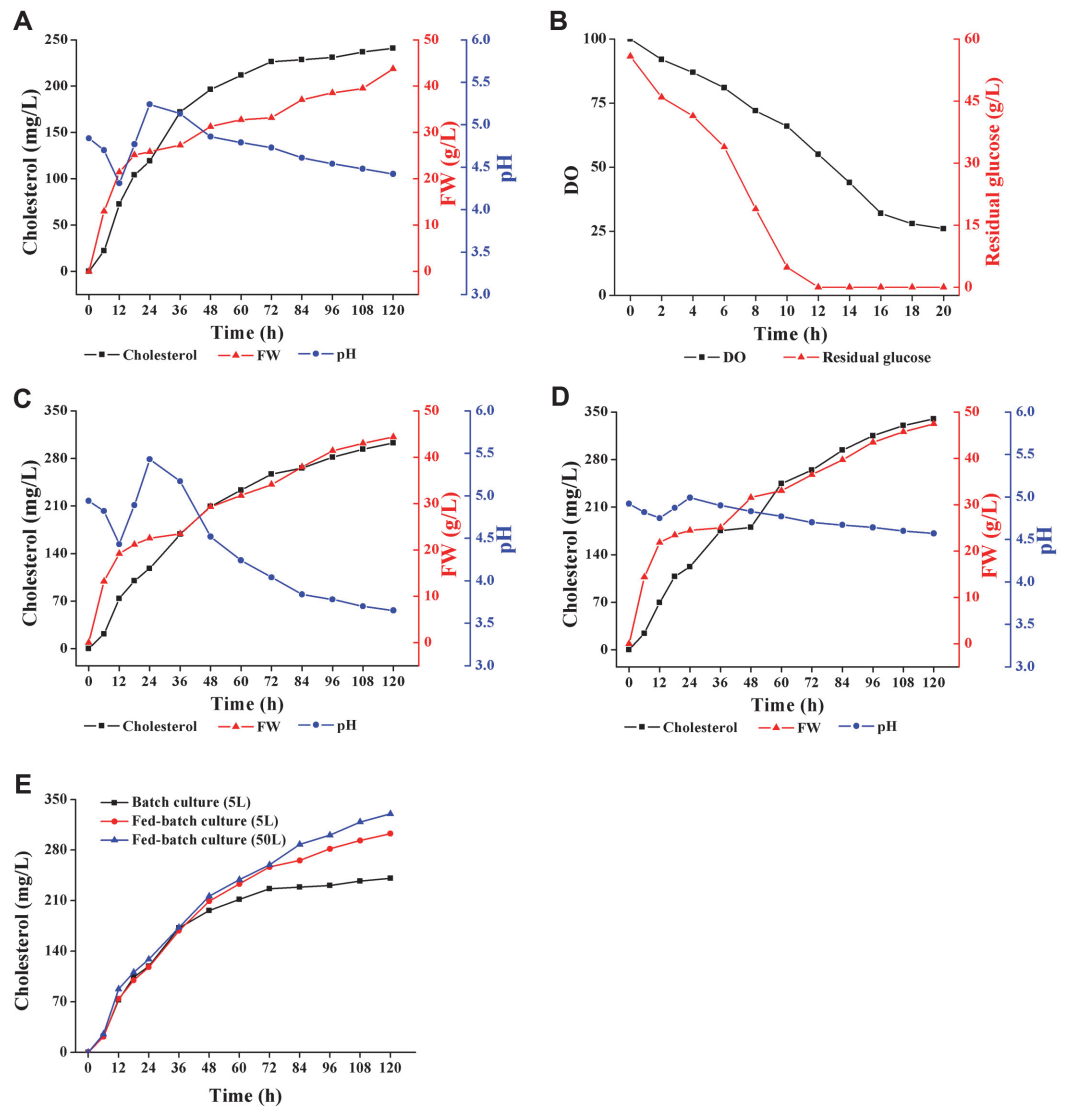 A
Cholesterol (mg/L)
250
200
150
100
50
0
50
40
30
20
10
0
FW (g/L)
6.0
5.5
5.0
4.5
4.0
3.5
3.0
pH
0 12 24 36 48 60 72 84 96 108 120
Time (h)
Cholesterol FW pH
B
DO
100
75
50
25
0
60
45
30
15
0
Residual glucose (g/L)
0 2 4 6 8 10 12 14 16 18 20
Time (h)
DO Residual glucose
C
Cholesterol (mg/L)
350
280
210
140
70
0
50
40
30
20
10
0
FW (g/L)
6.0
5.5
5.0
4.5
4.0
3.5
3.0
pH
0 12 24 36 48 60 72 84 96 108 120
Time (h)
Cholesterol FW pH
D
Cholesterol (mg/L)
350
280
210
140
70
0
50
40
30
20
10
0
FW (g/L)
6.0
5.5
5.0
4.5
4.0
3.5
3.0
pH
0 12 24 36 48 60 72 84 96 108 120
Time (h)
Cholesterol FW pH
E
Cholesterol (mg/L)
350
280
210
140
70
0
Batch culture (5L)
Fed-batch culture (5L)
Fed-batch culture (50L)
0 12 24 36 48 60 72 84 96 108 120
Time (h)